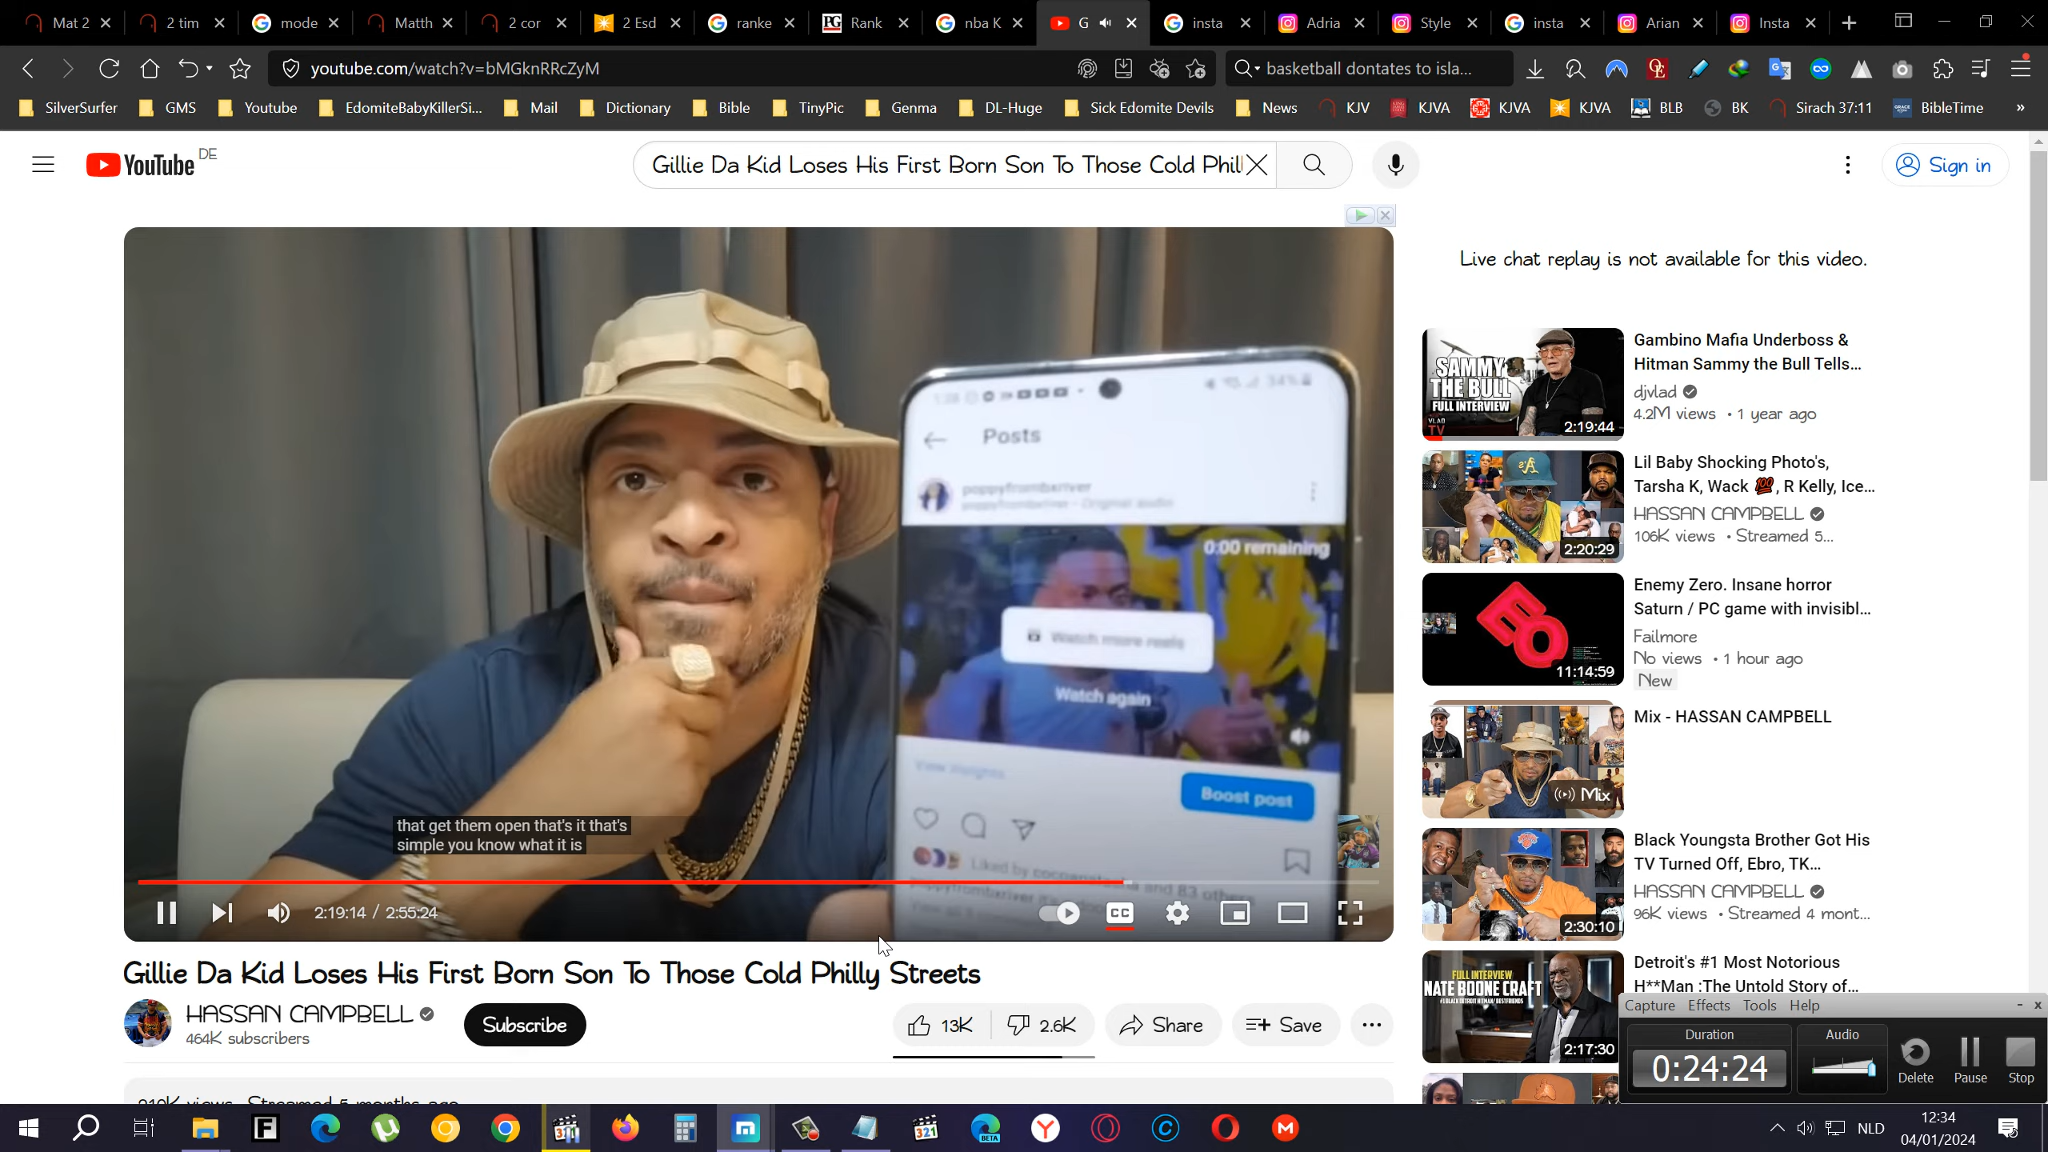 Mat 2
2 tim
mode
Matth
2 cor
2 Esd
ranke
Rank
nba K
G
insta
Adria
Style
insta
Arian
Insta
youtube.com/watch?v=bMGknRRcZyM
basketball dontates to isla...
SilverSurfer
GMS
Youtube
EdomiteBabyKillerSi...
Mail
Dictionary
Bible
TinyPic
Genma
DL-Huge
Sick Edomite Devils
News
KJV
KJVA
KJVA
KJVA
BLB
BK
Sirach 37:11
BibleTime
YouTube DE
Gillie Da Kid Loses His First Born Son To Those Cold Phill
Sign in
Live chat replay is not available for this video.
Posts
poppyfrombxriver
0:00 remaining
Watch more reels
Watch again
View insights
Boost post
that get them open that's it that's
simple you know what it is
2:19:14 / 2:55:24
CC
Gillie Da Kid Loses His First Born Son To Those Cold Philly Streets
HASSAN CAMPBELL
464K subscribers
Subscribe
13K
2.6K
Share
Save
SAMMY
THE BULL
FULL INTERVIEW
2:19:44
Gambino Mafia Underboss &
Hitman Sammy the Bull Tells...
djvlad
4.2M views • 1 year ago
2:20:29
Lil Baby Shocking Photo's,
Tarsha K, Wack 💯, R Kelly, Ice...
HASSAN CAMPBELL
106K views • Streamed 5...
EO
11:14:59
Enemy Zero. Insane horror
Saturn / PC game with invisibl...
Failmore
No views • 1 hour ago
New
Mix
Mix - HASSAN CAMPBELL
2:30:10
Black Youngsta Brother Got His
TV Turned Off, Ebro, TK...
HASSAN CAMPBELL
96K views • Streamed 4 mont...
FULL INTERVIEW
NATE BOONE CRAFT
2:17:30
Detroit's #1 Most Notorious
H**Man :The Untold Story of...
Capture Effects Tools Help
Duration
0:24:24
Audio
Delete
Pause
Stop
NLD
12:34
04/01/2024